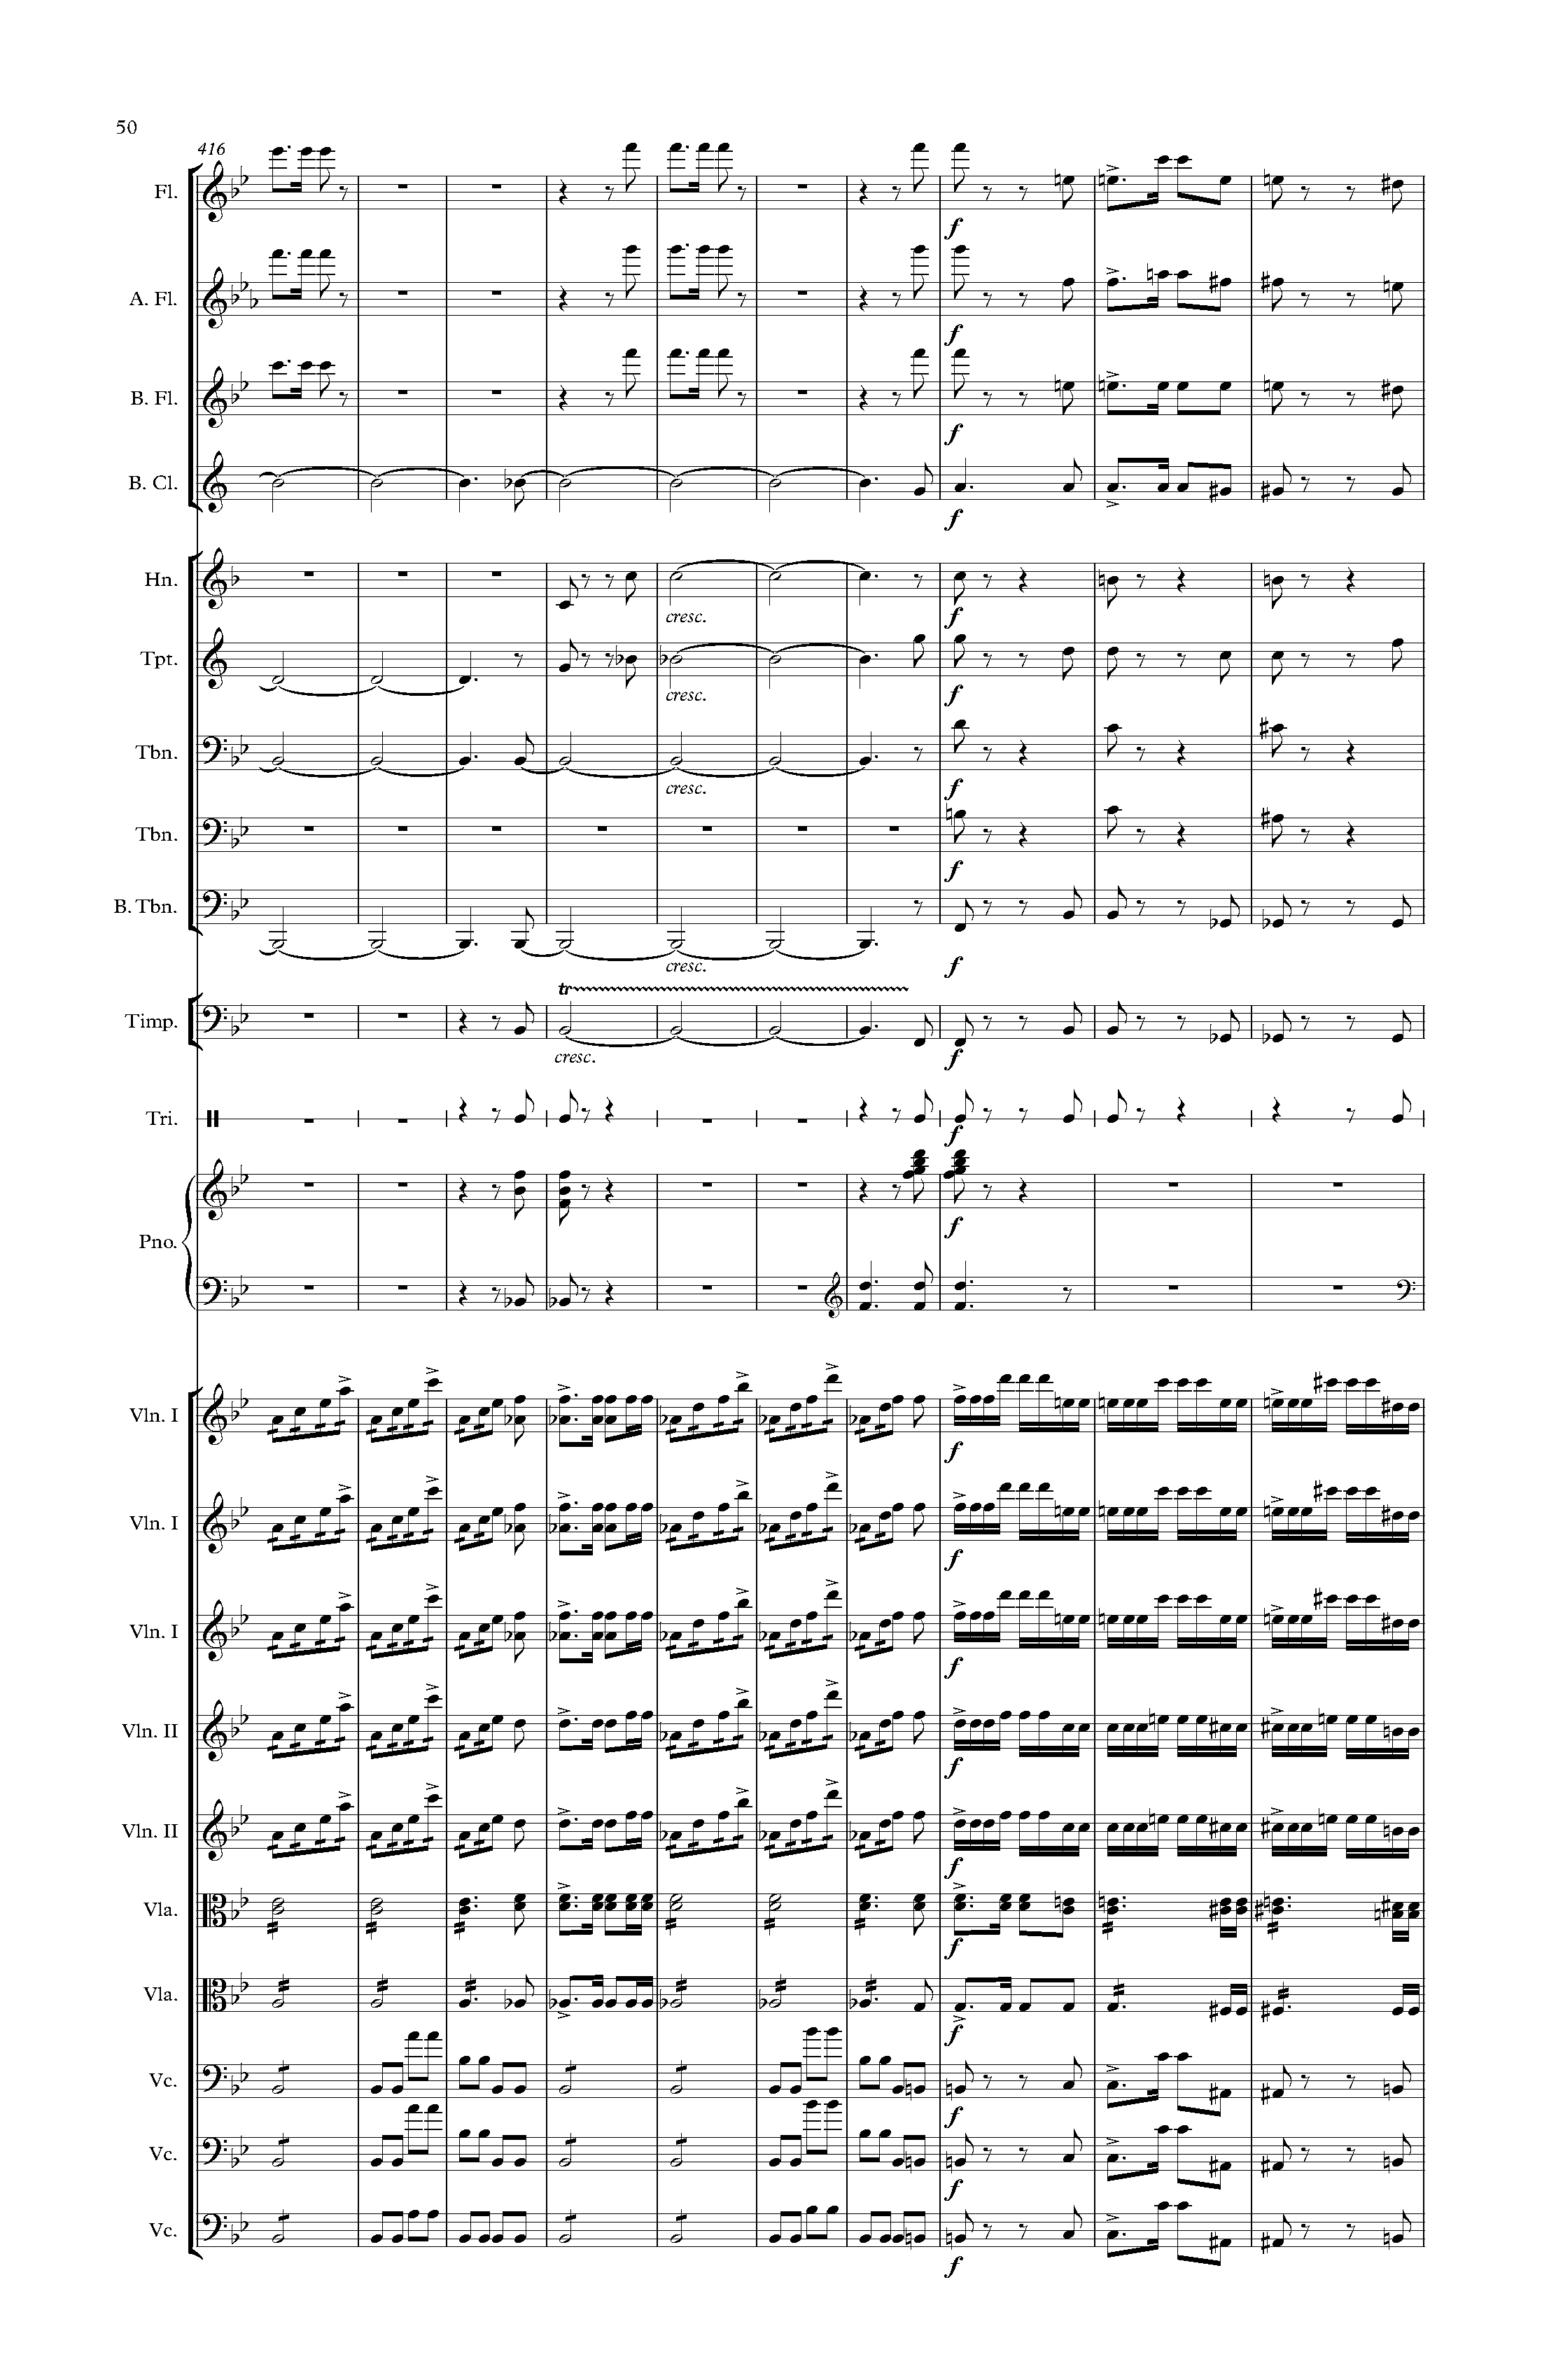 50
416
Fl.
f
A. Fl.
f
B. Fl.
f
B. Cl.
f
Hn.
cresc. f
Tpt.
cresc. f
Tbn.
cresc. f
Tbn.
f
B. Tbn.
cresc. f
tr
Timp.
cresc. f
Tri.
f
f
Pno.
Vln. I
f
Vln. I
f
Vln. I
f
Vln. II
f
Vln. II
f
Vla.
f
Vla.
f
Vc.
f
Vc.
f
Vc.
f